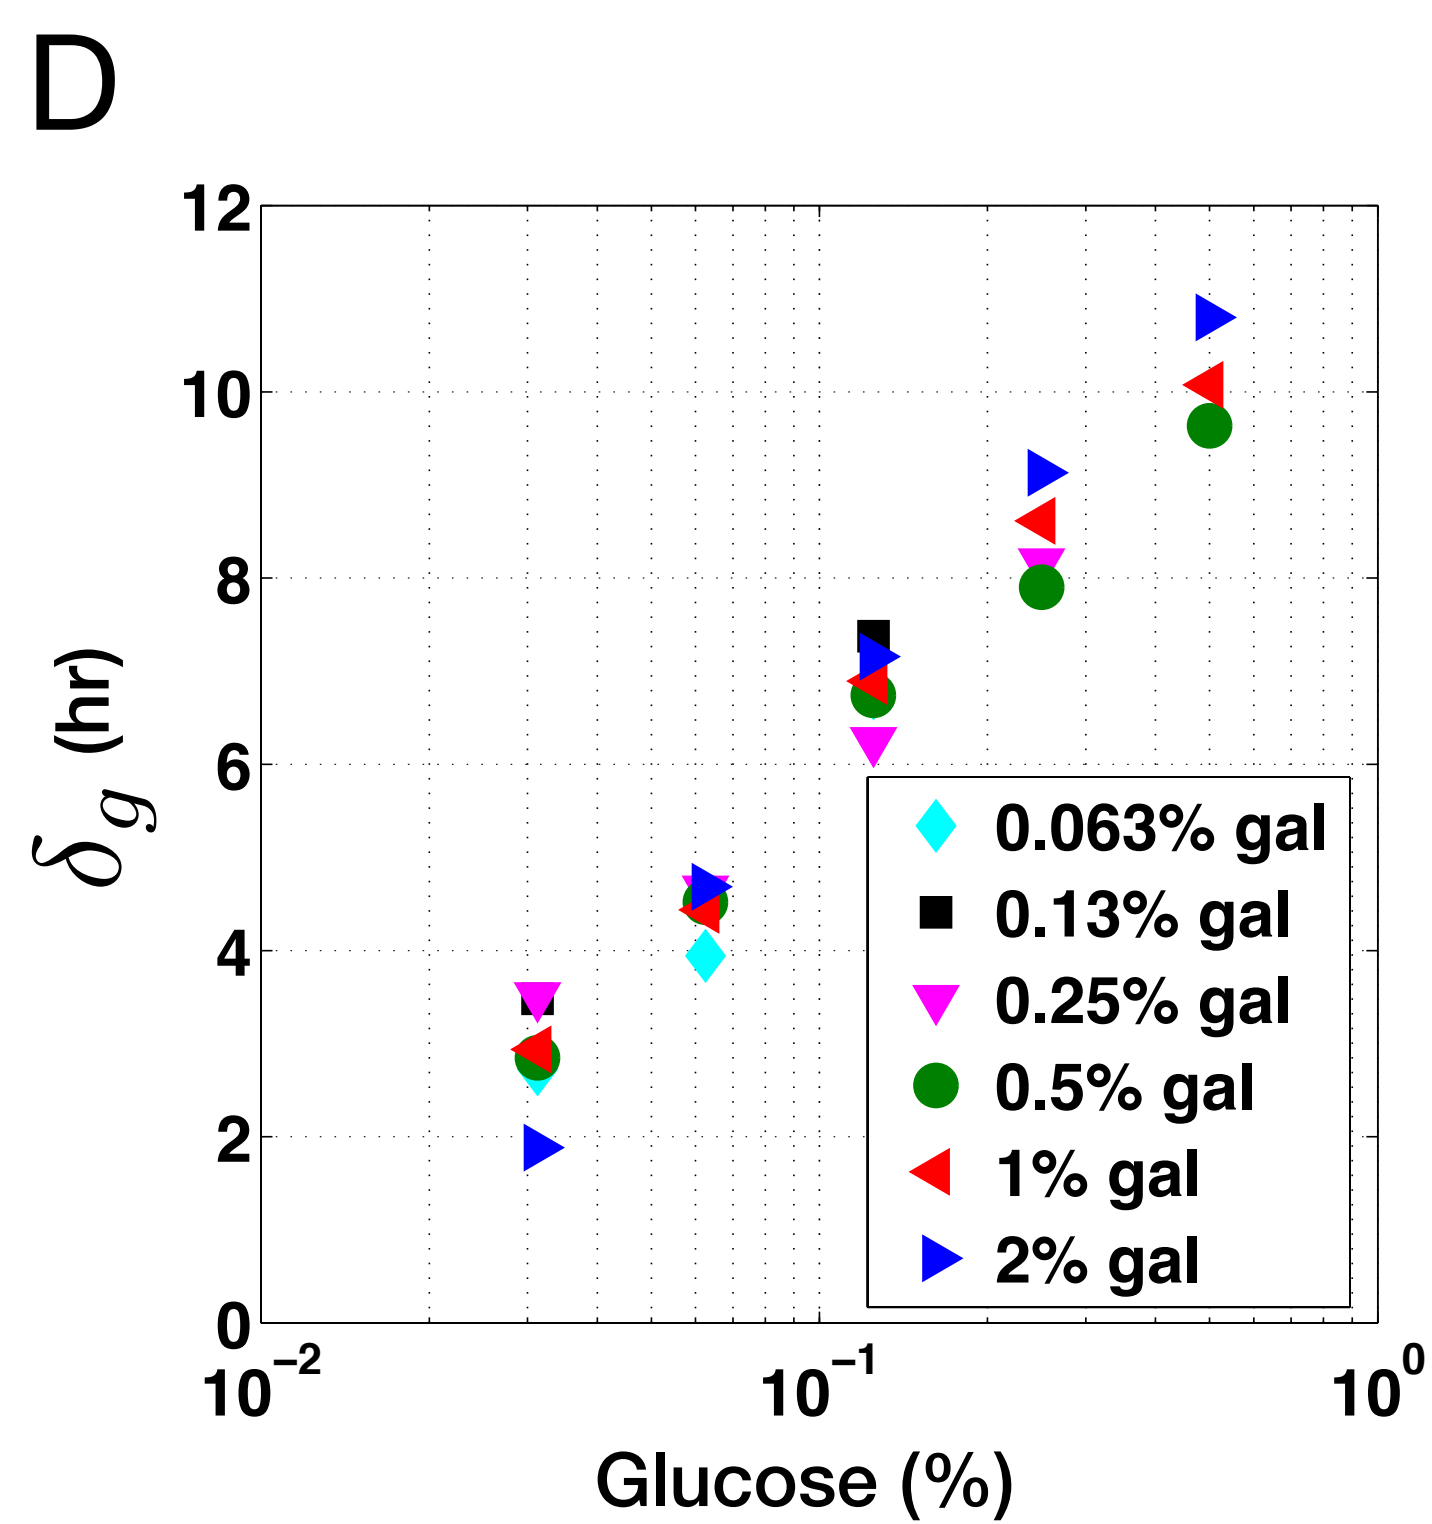 D
12
10
8
6
4
2
0
δg (hr)
0.063% gal
0.13% gal
0.25% gal
0.5% gal
1% gal
2% gal
10−2 10−1 100
Glucose (%)